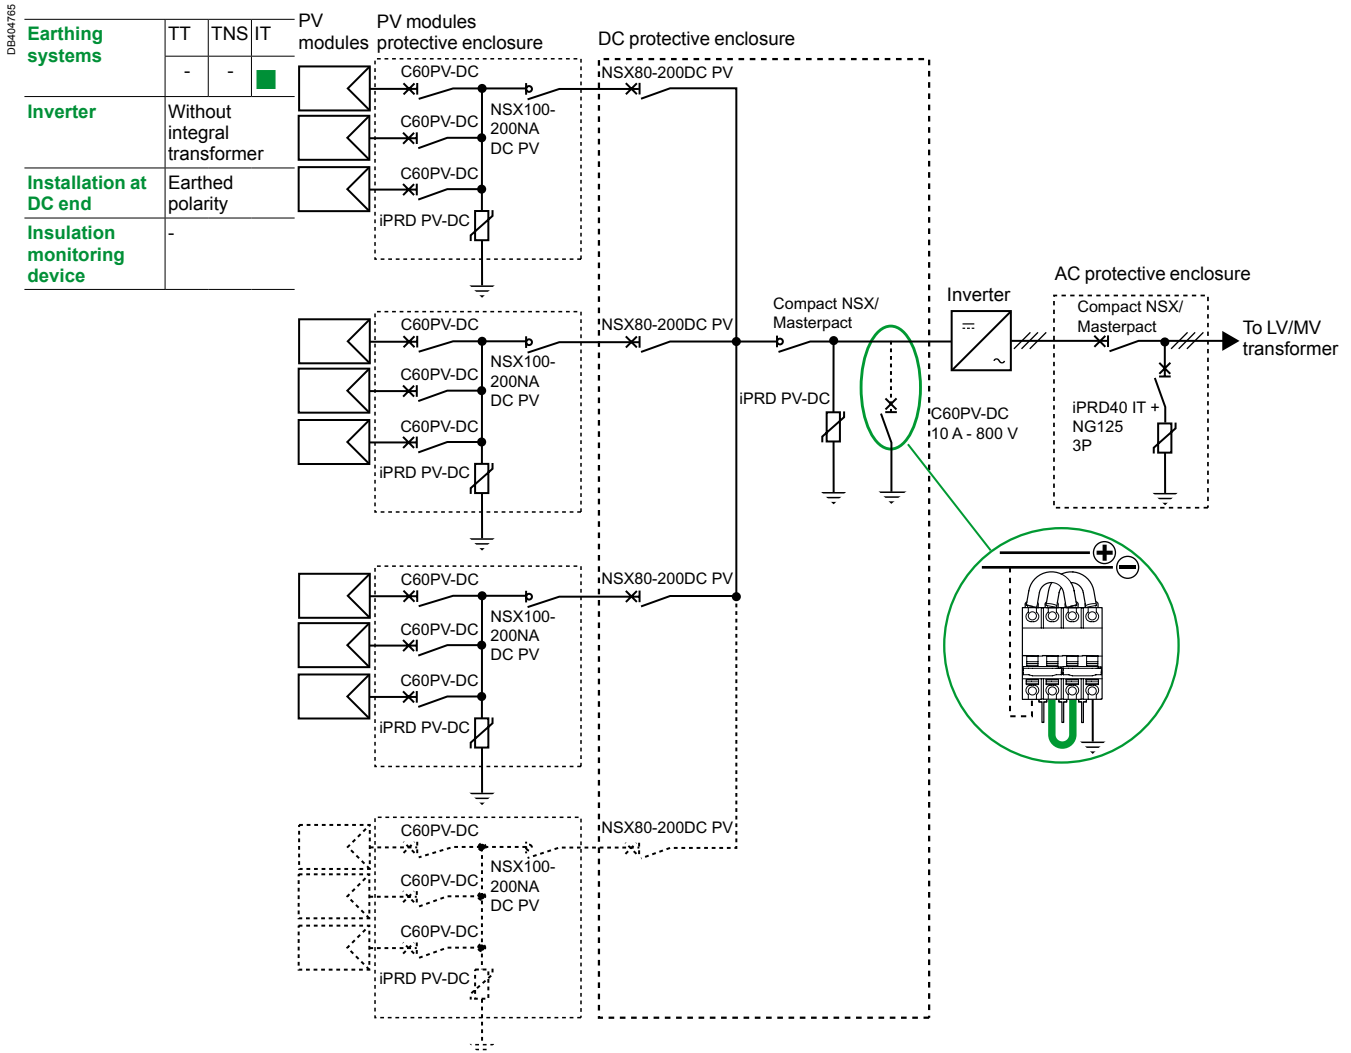 DB404765
Earthing
systems
TT
TNS
IT
-
-
Inverter
Without
integral
transformer
Installation at
DC end
Earthed
polarity
Insulation
monitoring
device
-
PV
modules
PV modules
protective enclosure
DC protective enclosure
C60PV-DC
NSX100-
200NA
DC PV
C60PV-DC
C60PV-DC
iPRD PV-DC
NSX80-200DC PV
C60PV-DC
NSX100-
200NA
DC PV
C60PV-DC
C60PV-DC
iPRD PV-DC
NSX80-200DC PV
C60PV-DC
NSX100-
200NA
DC PV
C60PV-DC
C60PV-DC
iPRD PV-DC
NSX80-200DC PV
C60PV-DC
NSX100-
200NA
DC PV
C60PV-DC
C60PV-DC
iPRD PV-DC
NSX80-200DC PV
Compact NSX/
Masterpact
iPRD PV-DC
C60PV-DC
10 A - 800 V
Inverter
AC protective enclosure
Compact NSX/
Masterpact
iPRD40 IT +
NG125
3P
To LV/MV
transformer
+
−